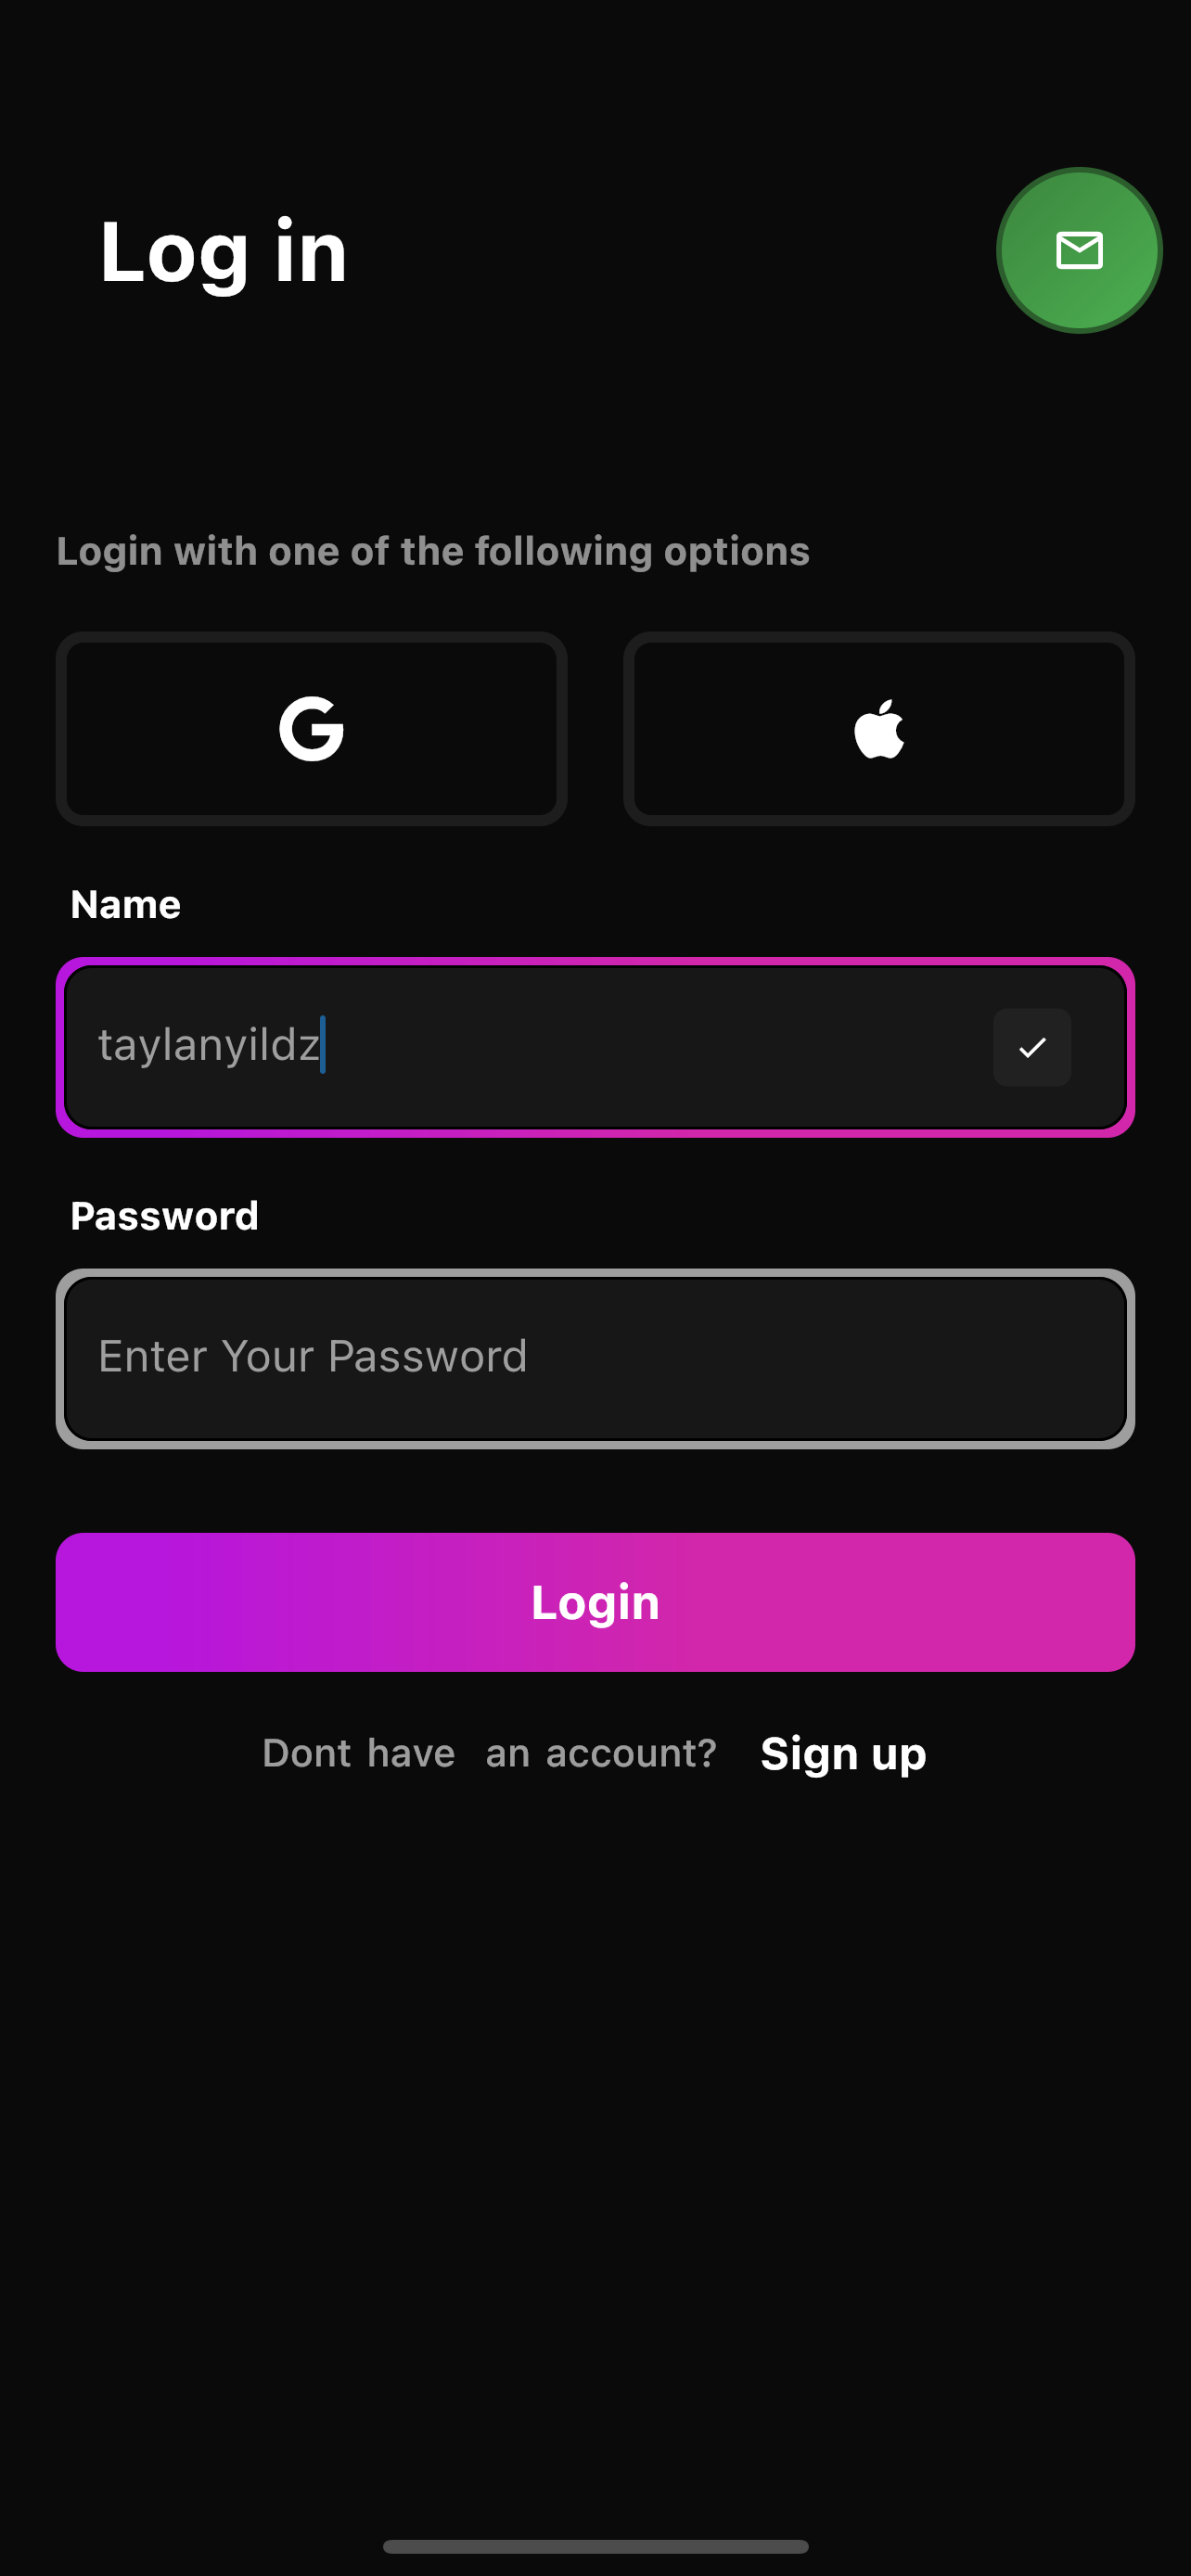 Log in
Login with one of the following options
Name
taylanyildz
Password
Enter Your Password
Login
Dont have  an account? Sign up